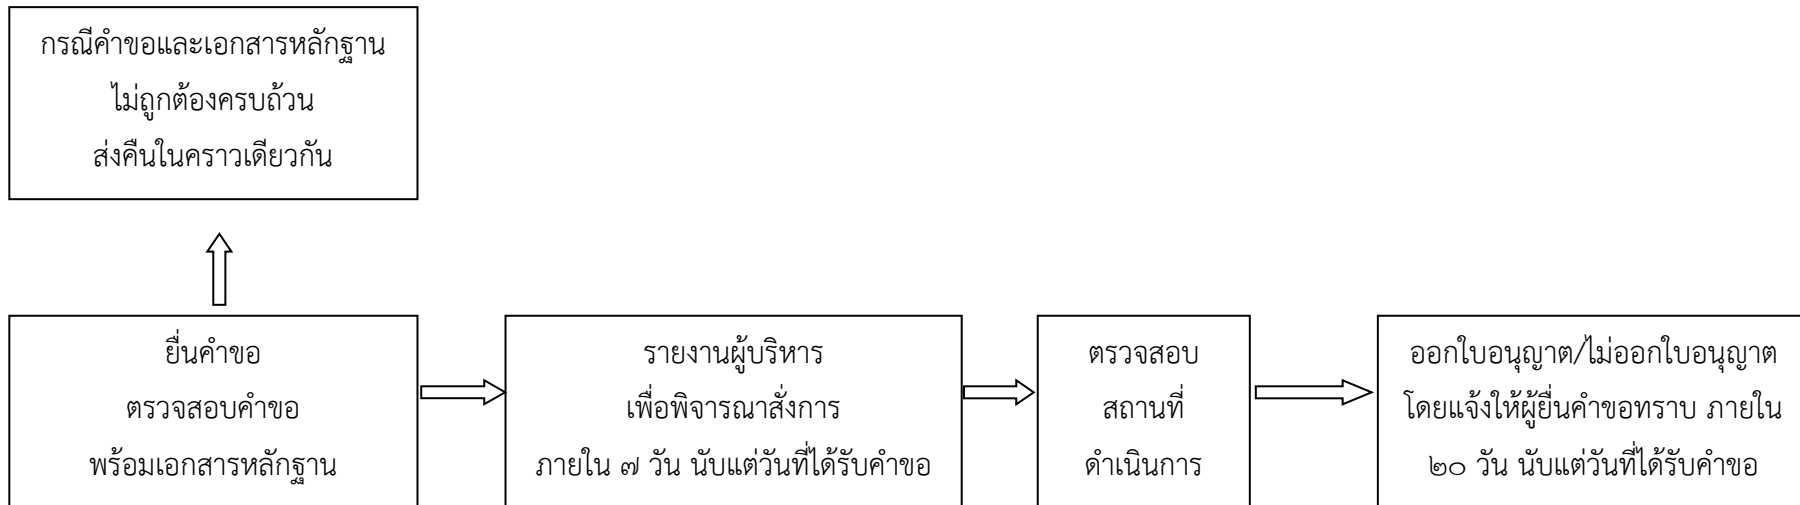 กรณีคำขอและเอกสารหลักฐาน
ไม่ถูกต้องครบถ้วน
ส่งคืนในคราวเดียวกัน
ยื่นคำขอ
ตรวจสอบคำขอ
พร้อมเอกสารหลักฐาน
รายงานผู้บริหาร
เพื่อพิจารณาสั่งการ
ภายใน ๗ วัน นับแต่วันที่ได้รับคำขอ
ตรวจสอบ
สถานที่
ดำเนินการ
ออกใบอนุญาต/ไม่ออกใบอนุญาต
โดยแจ้งให้ผู้ยื่นคำขอทราบ ภายใน
๒๐ วัน นับแต่วันที่ได้รับคำขอ